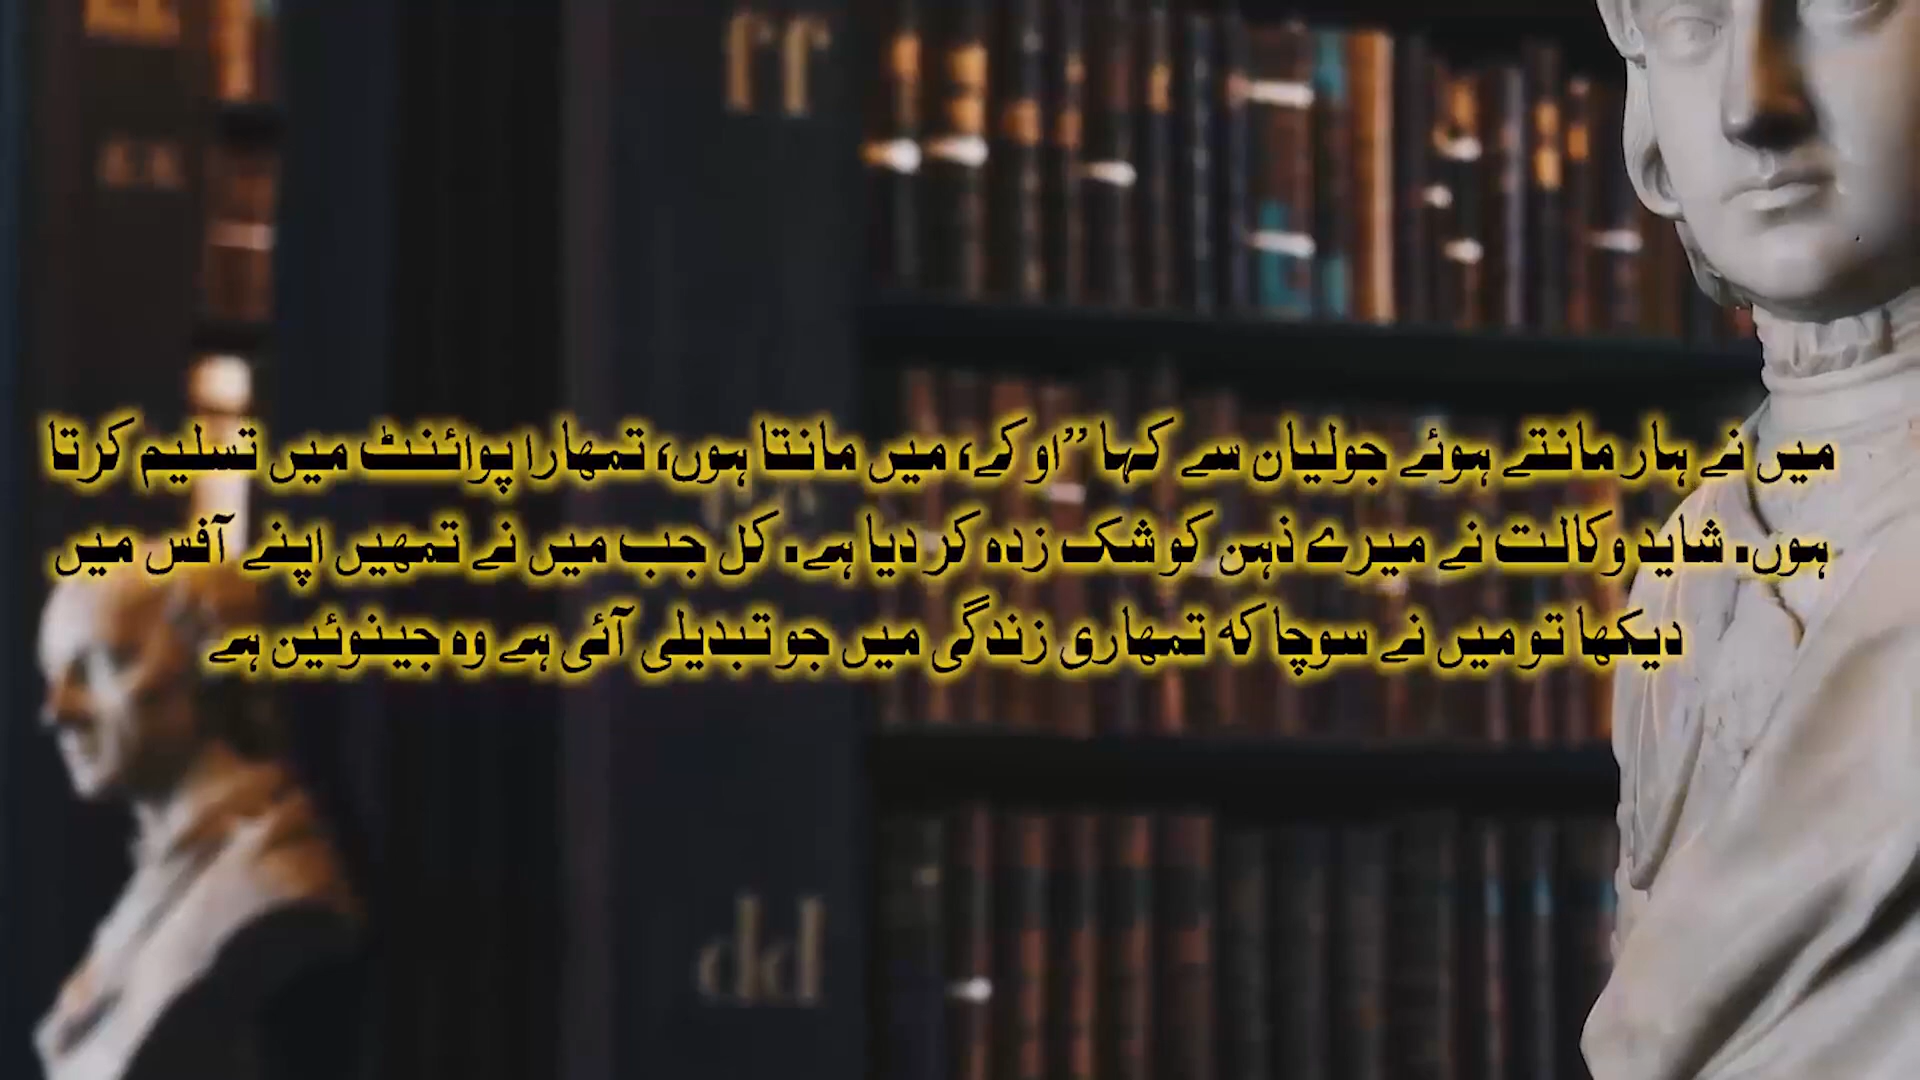 ff
میں نے ہار مانتے ہوئے جولیان سے کہا ”او کے، میں مانتا ہوں، تمھارا پوائنٹ میں تسلیم کرتا
ہوں۔ شاید وکالت نے میرے ذہن کو شک زدہ کر دیا ہے۔ کل جب میں نے تمھیں اپنے آفس میں
دیکھا تو میں نے سوچا کہ تمھاری زندگی میں جو تبدیلی آئی ہے وہ جینوئین ہے
dd